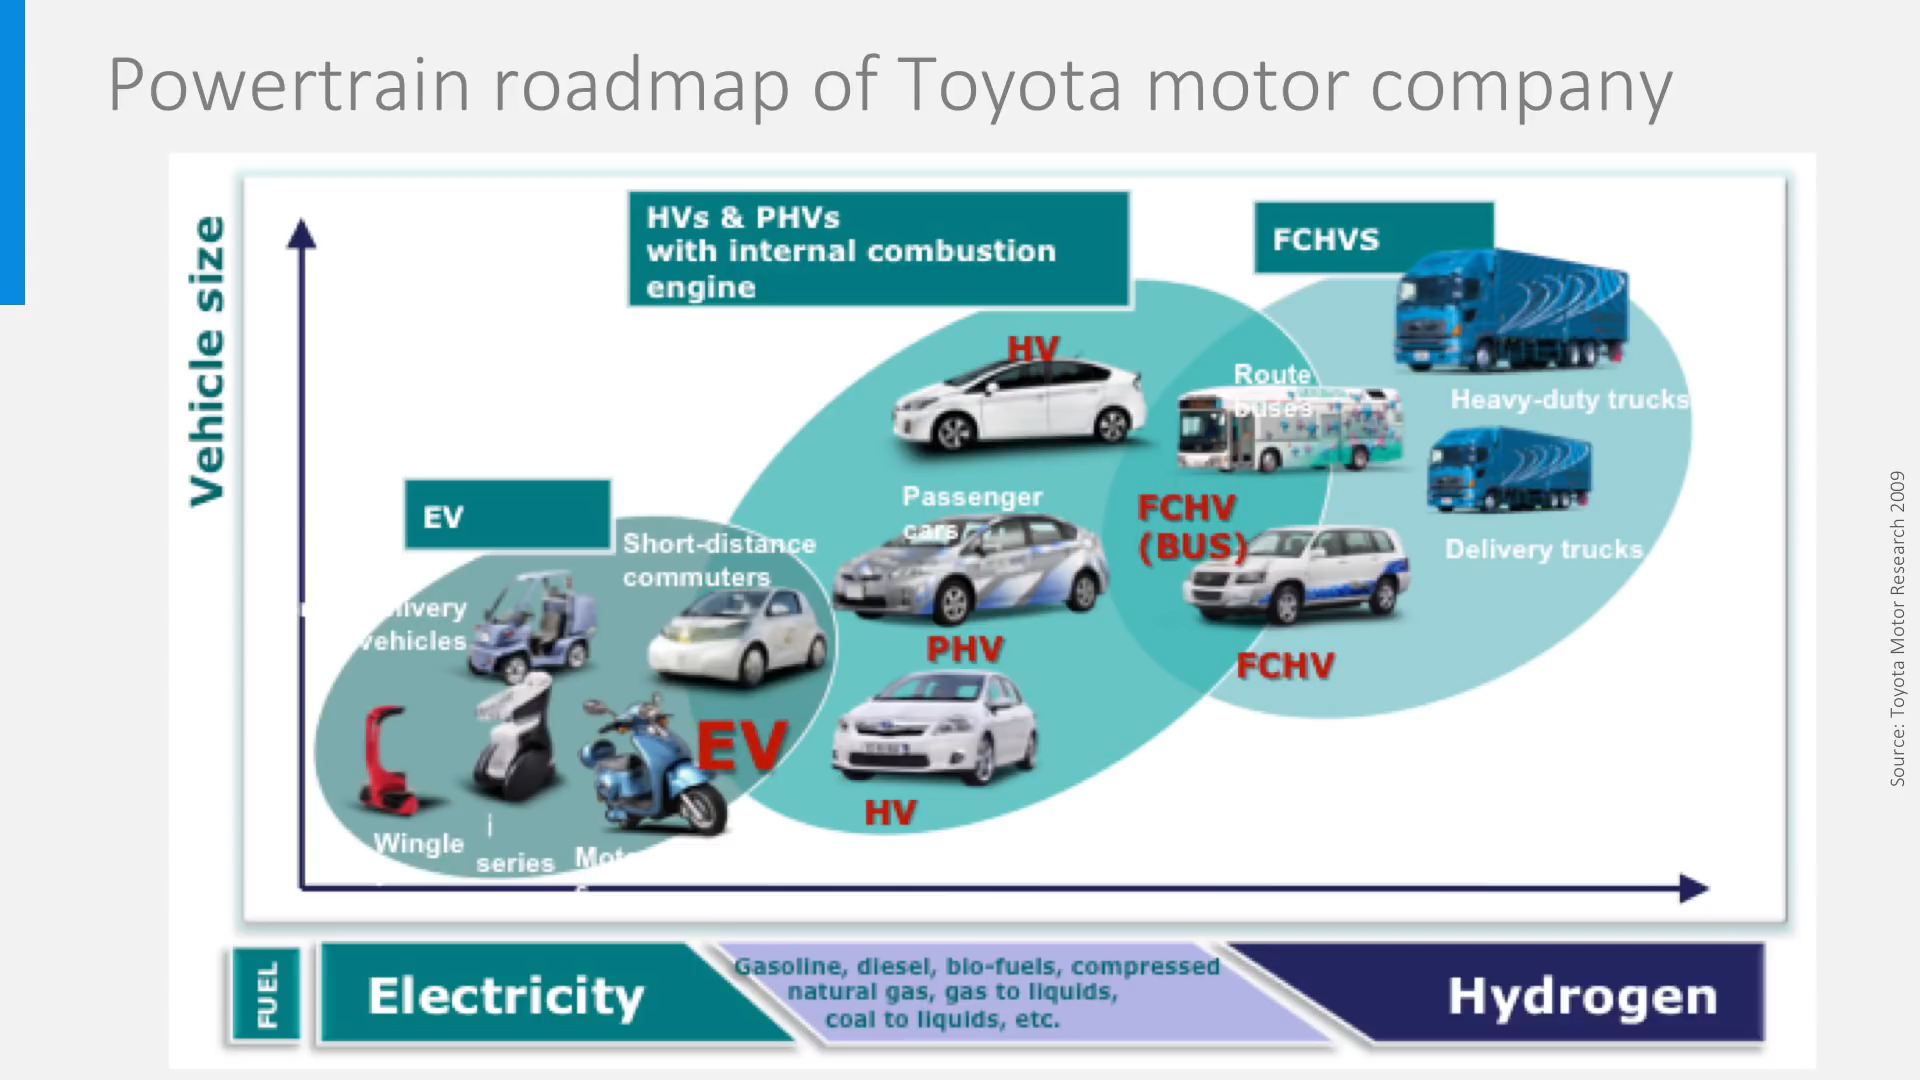 Powertrain roadmap of Toyota motor company
Vehicle size
HVs & PHVs
with internal combustion
engine
FCHVS
HV
Route
buses
Heavy-duty trucks
EV
Short-distance
commuters
Passenger
cars
FCHV
(BUS)
Delivery trucks
vehicles
PHV
FCHV
EV
HV
Wingle
i
series
FUEL
Electricity
Gasoline, diesel, bio-fuels, compressed
natural gas, gas to liquids,
coal to liquids, etc.
Hydrogen
Source: Toyota Motor Research 2009